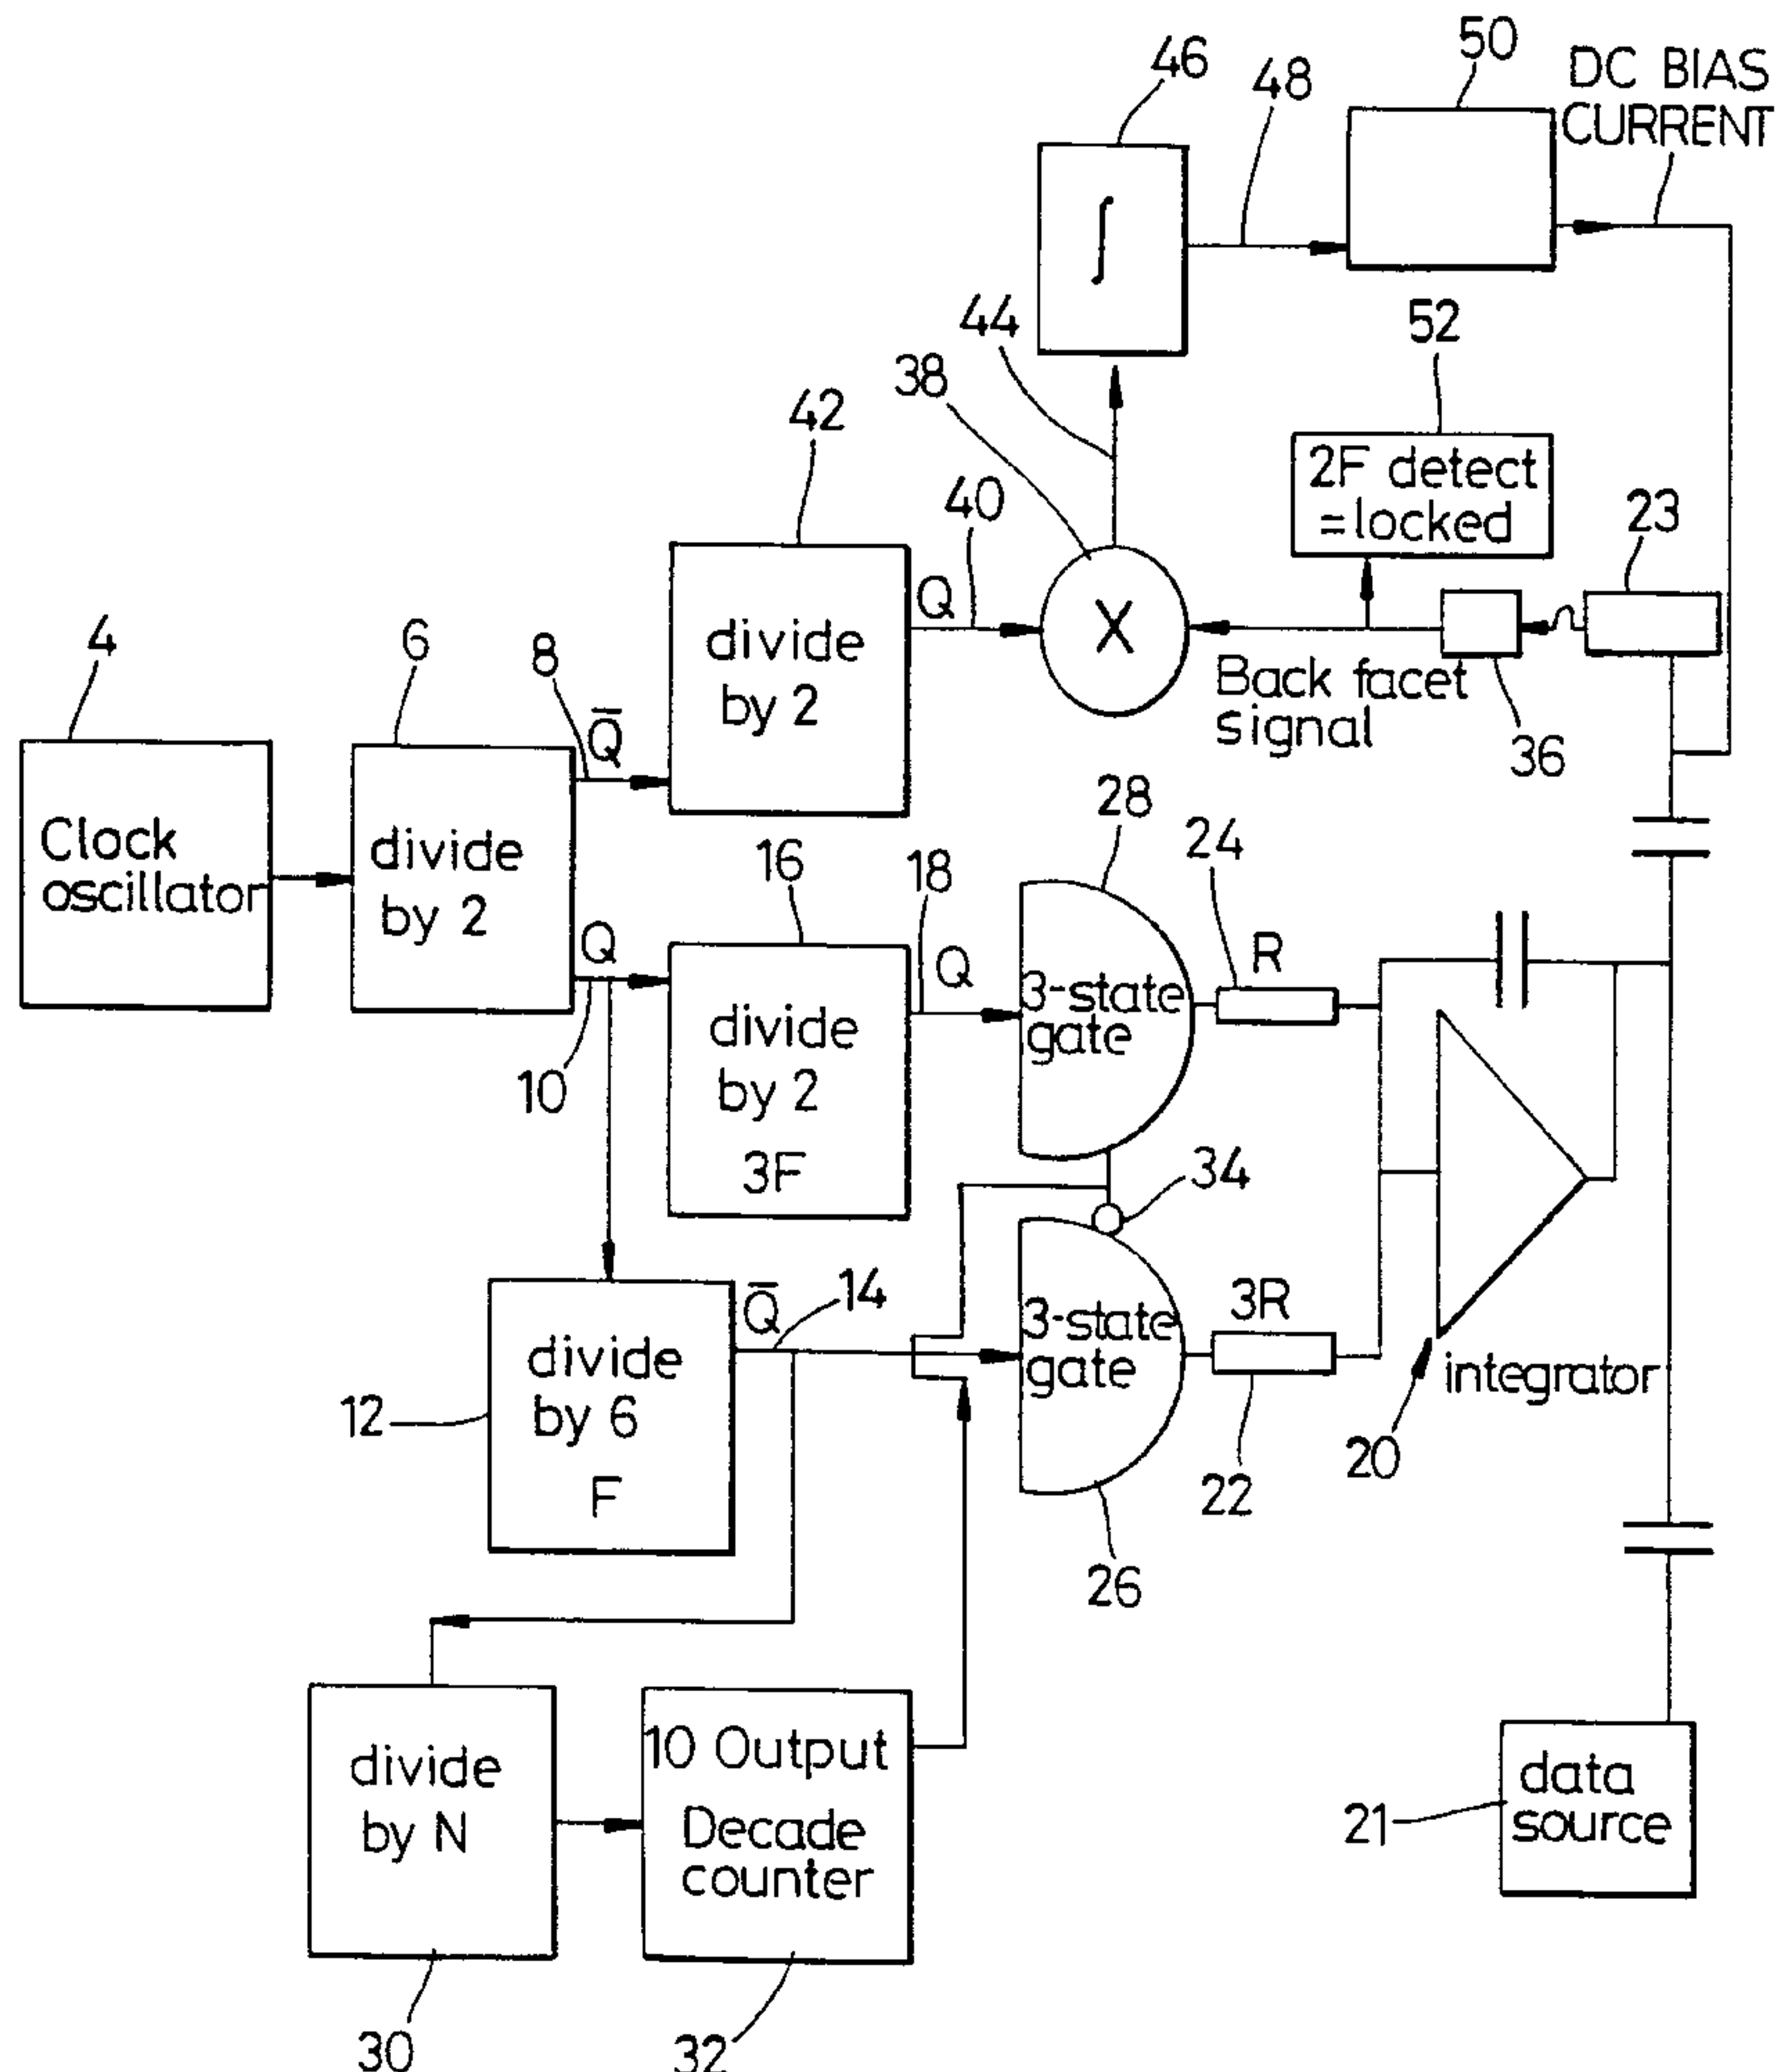 50
DC BIAS
CURRENT
46
48
∫
44
52
38
42
2F detect
=locked
23
40
Q
4
6
8
divide
by 2
X
Q̅
Back facet
signal
36
28
Clock
oscillator
divide
by 2
16
18
24
R
Q
Q
3-state
gate
divide
by 2
3F
10
34
Q̅
14
3R
3-state
gate
divide
by 6
F
12
integrator
20
22
26
10 Output
Decade
counter
divide
by N
data
source
21
30
32